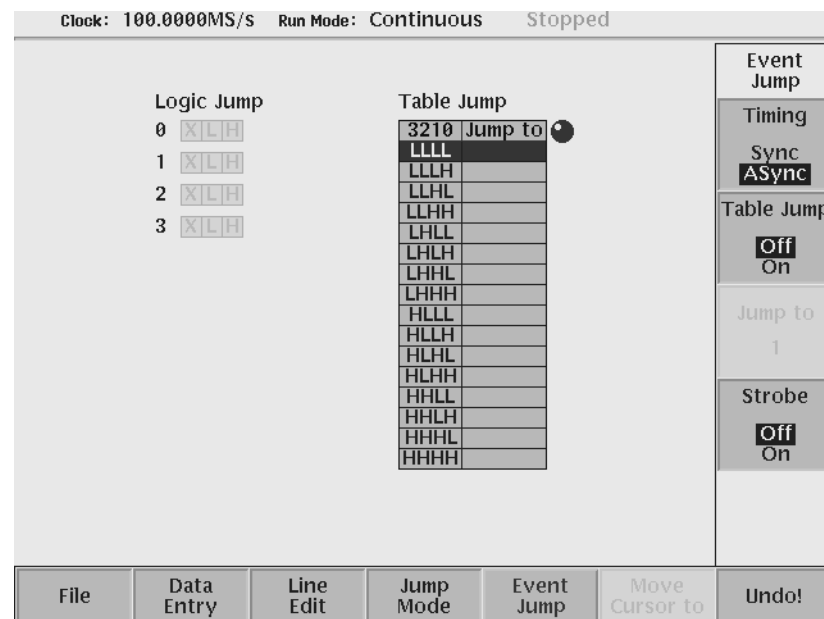 Clock: 100.0000MS/s Run Mode: Continuous Stopped
Event
Jump
Logic Jump
0 X L H
1 X L H
2 X L H
3 X L H
Table Jump
3210 Jump to
LLLL
LLLH
LLHL
LLHH
LHLL
LHLH
LHHL
LHHH
HLLL
HLLH
HLHL
HLHH
HHLL
HHLH
HHHL
HHHH
Timing
Sync
ASync
Table Jump
Off
On
Jump to
1
Strobe
Off
On
File
Data
Entry
Line
Edit
Jump
Mode
Event
Jump
Move
Cursor to
Undo!